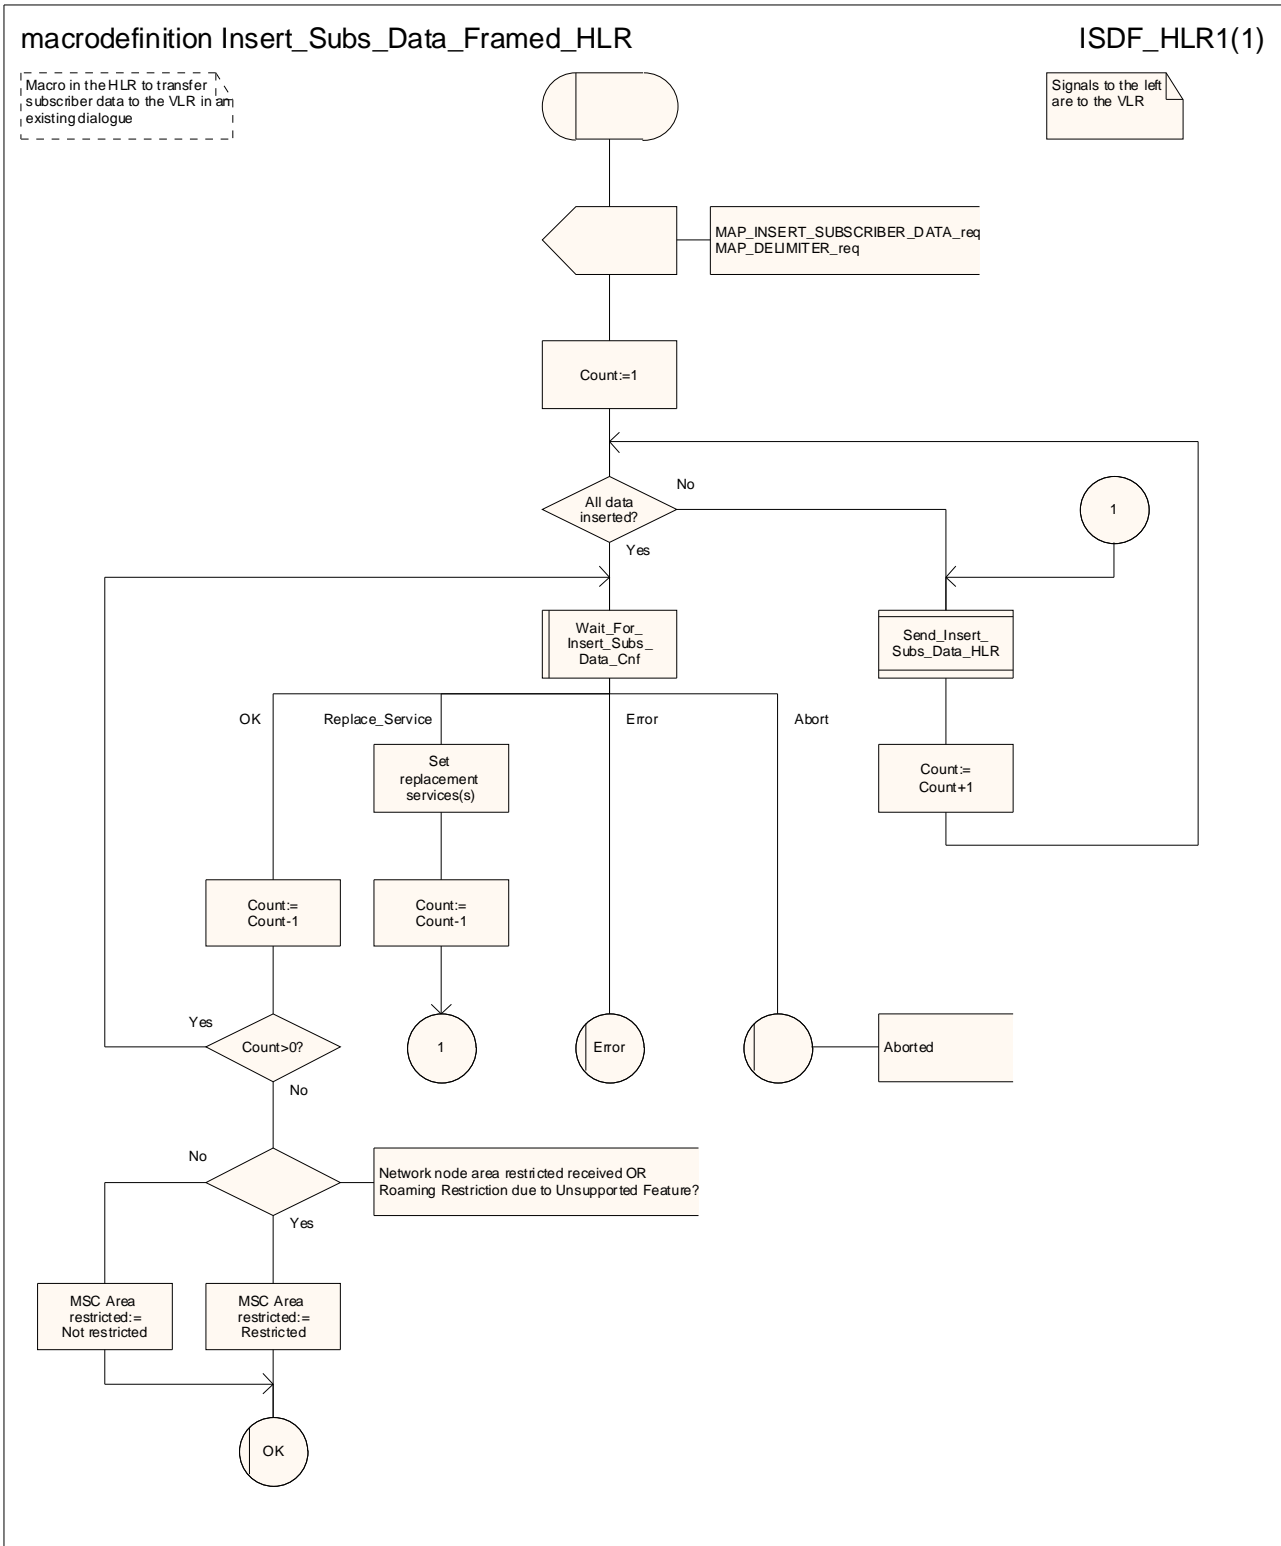 macrodefinition Insert_Subs_Data_Framed_HLR
ISDF_HLR1(1)
Macro in the HLR to transfer
subscriber data to the VLR in an
existing dialogue
Signals to the left
are to the VLR
MAP_INSERT_SUBSCRIBER_DATA_req
MAP_DELIMITER_req
Count:=1
No
All data
inserted?
1
Yes
Wait_For_
Insert_Subs_
Data_Cnf
Send_Insert_
Subs_Data_HLR
OK
Replace_Service
Error
Abort
Set
replacement
services(s)
Count:=
Count+1
Count:=
Count-1
Count:=
Count-1
Yes
Count>0?
1
Error
Aborted
No
No
Network node area restricted received OR
Roaming Restriction due to Unsupported Feature?
Yes
MSC Area
restricted:=
Not restricted
MSC Area
restricted:=
Restricted
OK